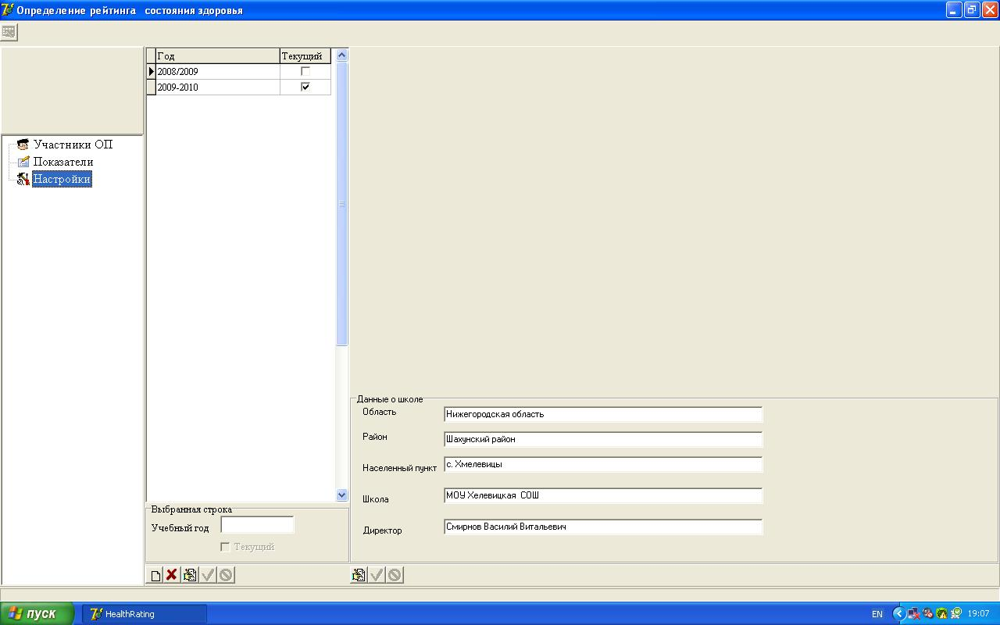 Определение рейтинга состояния здоровья
Год Текущий
2008/2009
2009-2010
Участники ОП
Показатели
Настройки
Данные о школе
Область Нижегородская область
Район Шахунский район
Населенный пункт с. Хмелевицы
Школа МОУ Хелевицкая СОШ
Директор Смирнов Василий Витальевич
Выбранная строка
Учебный год
Текущий
пуск HealthRating EN 19:07